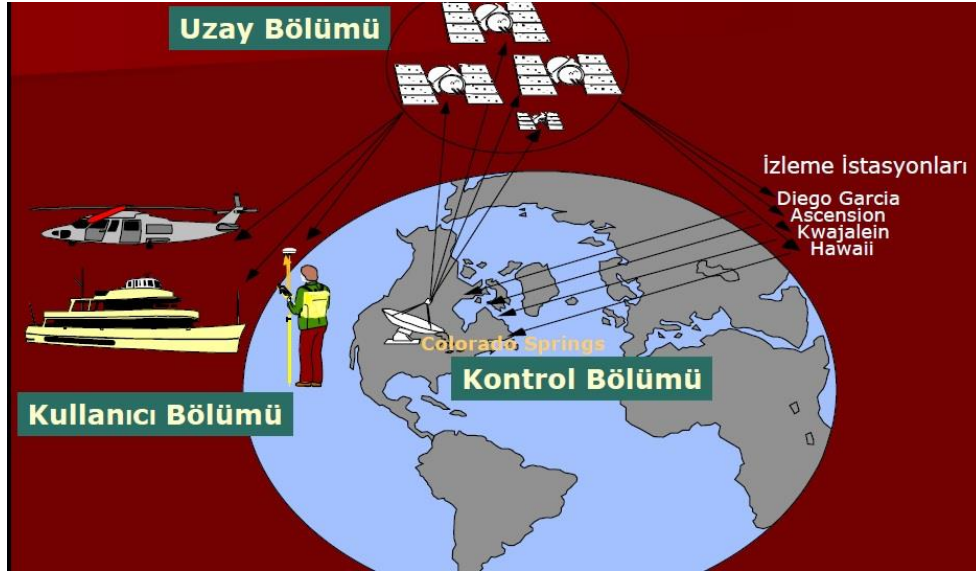 Uzay Bölümü
İzleme İstasyonları
Diego Garcia
Ascension
Kwajalein
Hawaii
Colorado Springs
Kontrol Bölümü
Kullanıcı Bölümü